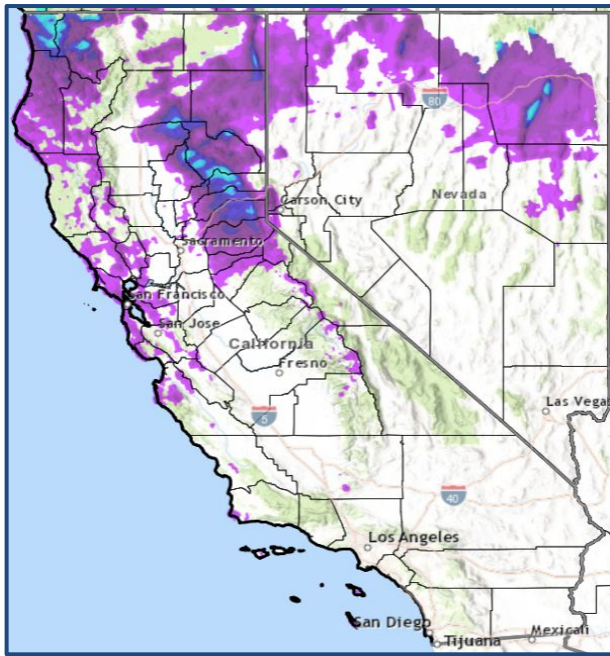 80
Nevada
Carson City
Sacramento
San Francisco
San Jose
California
Fresno
5
Las Vegas
40
Los Angeles
San Diego
Tijuana
Mexicali